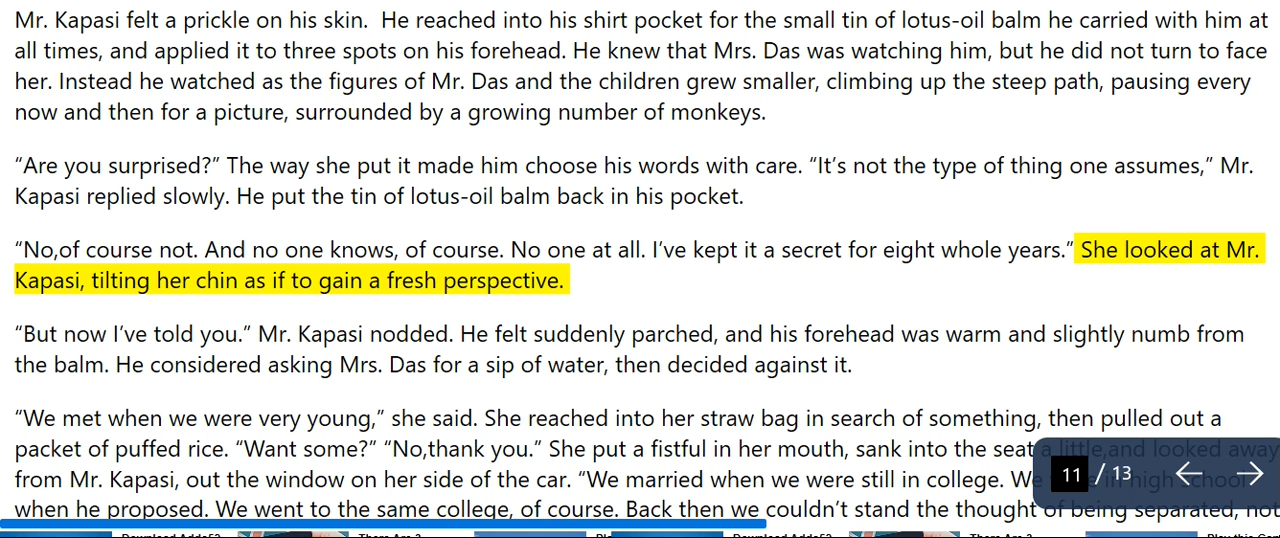 Mr. Kapasi felt a prickle on his skin.  He reached into his shirt pocket for the small tin of lotus-oil balm he carried with him at
all times, and applied it to three spots on his forehead. He knew that Mrs. Das was watching him, but he did not turn to face
her. Instead he watched as the figures of Mr. Das and the children grew smaller, climbing up the steep path, pausing every
now and then for a picture, surrounded by a growing number of monkeys.
“Are you surprised?” The way she put it made him choose his words with care. “It’s not the type of thing one assumes,” Mr.
Kapasi replied slowly. He put the tin of lotus-oil balm back in his pocket.
“No,of course not. And no one knows, of course. No one at all. I’ve kept it a secret for eight whole years.” She looked at Mr.
Kapasi, tilting her chin as if to gain a fresh perspective.
“But now I’ve told you.” Mr. Kapasi nodded. He felt suddenly parched, and his forehead was warm and slightly numb from
the balm. He considered asking Mrs. Das for a sip of water, then decided against it.
“We met when we were very young,” she said. She reached into her straw bag in search of something, then pulled out a
packet of puffed rice. “Want some?” “No,thank you.” She put a fistful in her mouth, sank into the seat a little,and looked away
from Mr. Kapasi, out the window on her side of the car. “We married when we were still in college. We in high school
11 / 13
when he proposed. We went to the same college, of course. Back then we couldn’t stand the thought of being separated, not